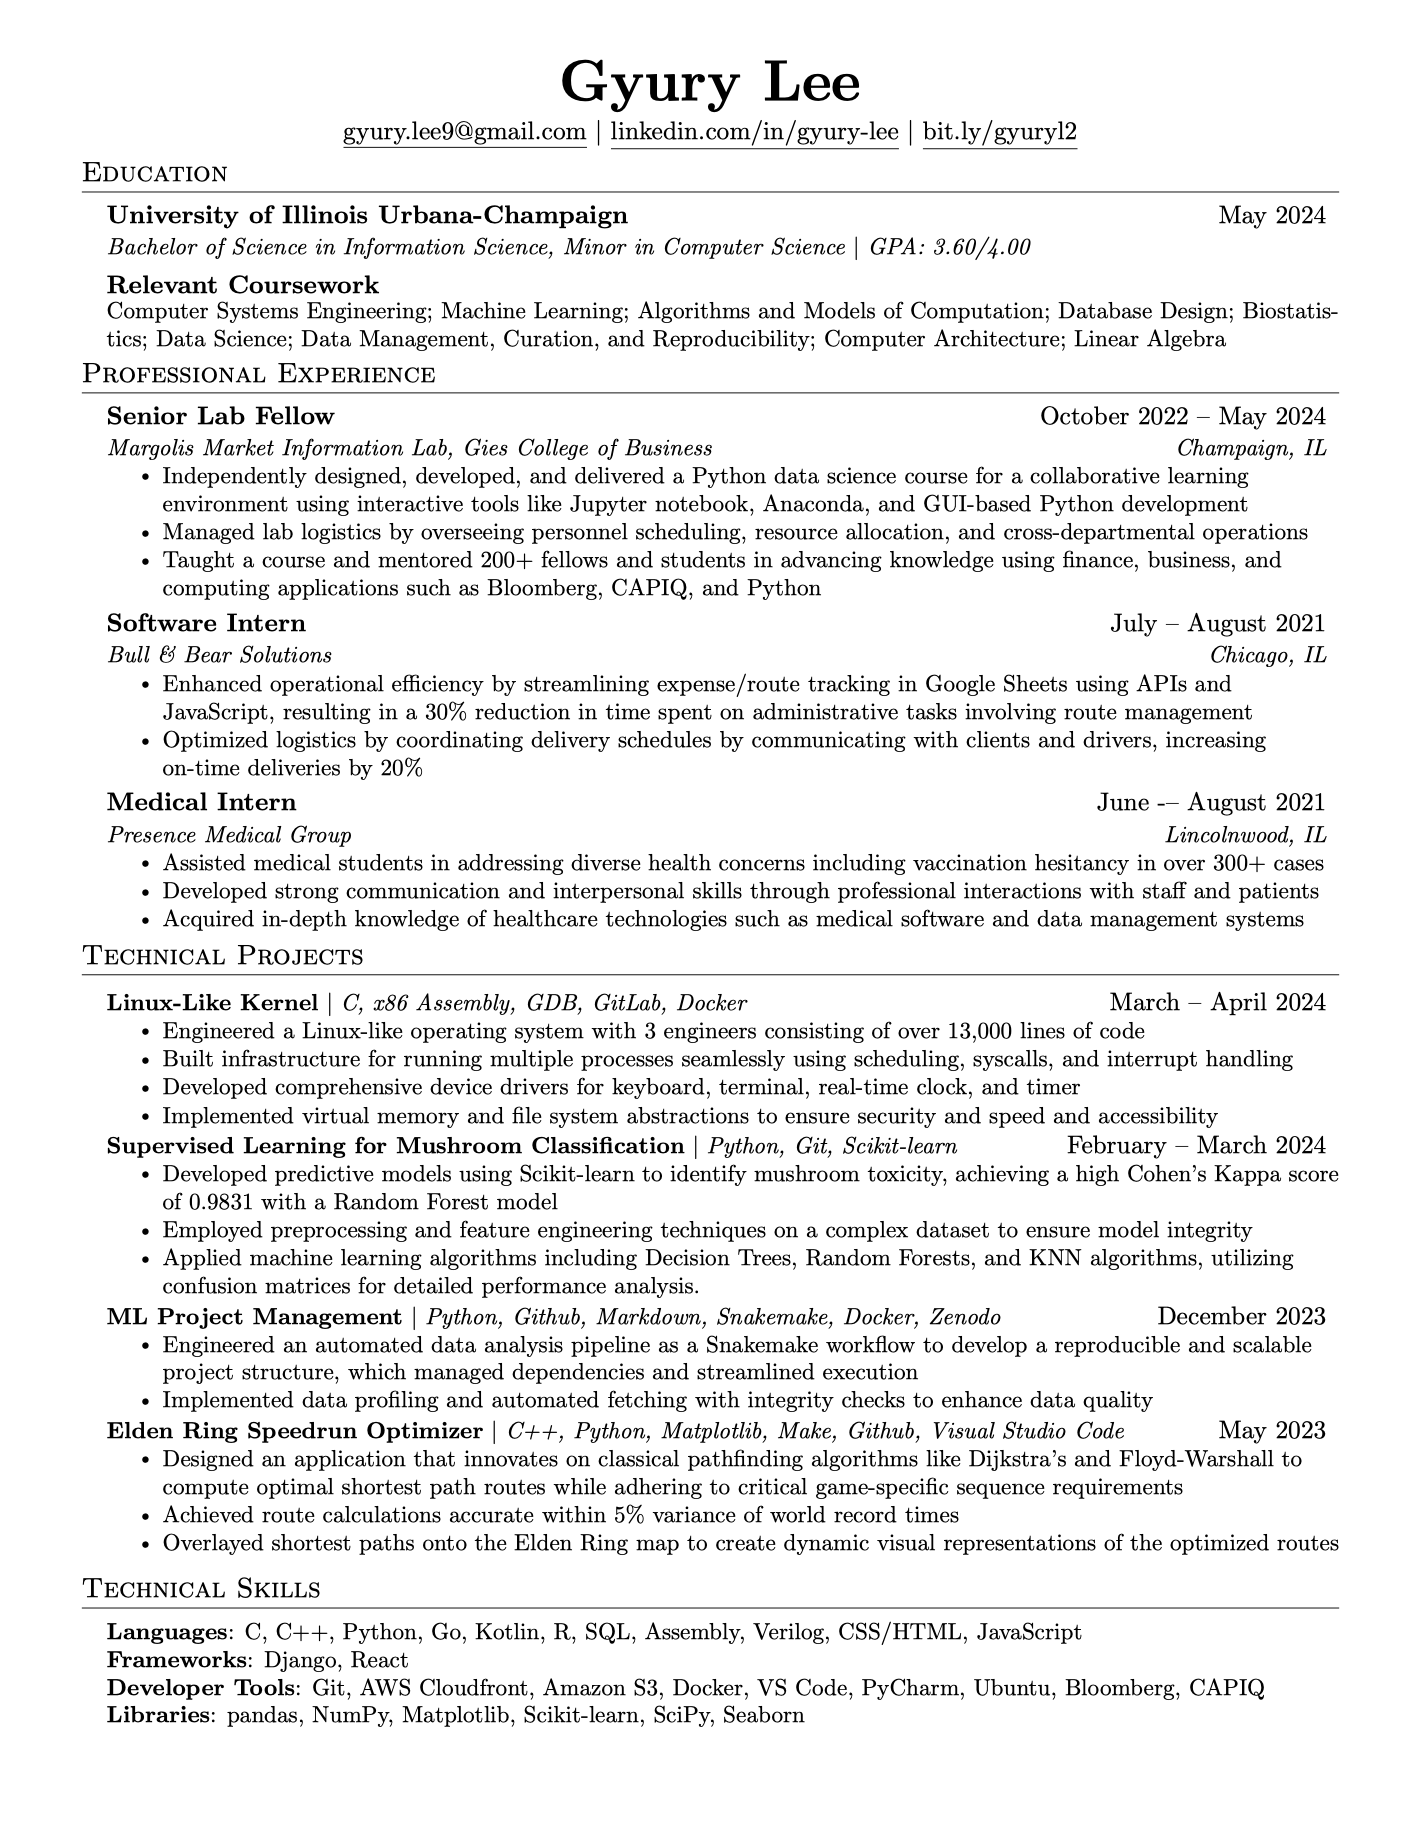 Gyury Lee
gyury.lee9@gmail.com | linkedin.com/in/gyury-lee | bit.ly/gyuryl2
Education
University of Illinois Urbana-Champaign May 2024
Bachelor of Science in Information Science, Minor in Computer Science | GPA: 3.60/4.00
Relevant Coursework
Computer Systems Engineering; Machine Learning; Algorithms and Models of Computation; Database Design; Biostatis-
tics; Data Science; Data Management, Curation, and Reproducibility; Computer Architecture; Linear Algebra
Professional Experience
Senior Lab Fellow October 2022 – May 2024
Margolis Market Information Lab, Gies College of Business Champaign, IL
• Independently designed, developed, and delivered a Python data science course for a collaborative learning
environment using interactive tools like Jupyter notebook, Anaconda, and GUI-based Python development
• Managed lab logistics by overseeing personnel scheduling, resource allocation, and cross-departmental operations
• Taught a course and mentored 200+ fellows and students in advancing knowledge using finance, business, and
computing applications such as Bloomberg, CAPIQ, and Python
Software Intern July – August 2021
Bull & Bear Solutions Chicago, IL
• Enhanced operational efficiency by streamlining expense/route tracking in Google Sheets using APIs and
JavaScript, resulting in a 30% reduction in time spent on administrative tasks involving route management
• Optimized logistics by coordinating delivery schedules by communicating with clients and drivers, increasing
on-time deliveries by 20%
Medical Intern June -– August 2021
Presence Medical Group Lincolnwood, IL
• Assisted medical students in addressing diverse health concerns including vaccination hesitancy in over 300+ cases
• Developed strong communication and interpersonal skills through professional interactions with staff and patients
• Acquired in-depth knowledge of healthcare technologies such as medical software and data management systems
Technical Projects
Linux-Like Kernel | C, x86 Assembly, GDB, GitLab, Docker March – April 2024
• Engineered a Linux-like operating system with 3 engineers consisting of over 13,000 lines of code
• Built infrastructure for running multiple processes seamlessly using scheduling, syscalls, and interrupt handling
• Developed comprehensive device drivers for keyboard, terminal, real-time clock, and timer
• Implemented virtual memory and file system abstractions to ensure security and speed and accessibility
Supervised Learning for Mushroom Classification | Python, Git, Scikit-learn February – March 2024
• Developed predictive models using Scikit-learn to identify mushroom toxicity, achieving a high Cohen's Kappa score
of 0.9831 with a Random Forest model
• Employed preprocessing and feature engineering techniques on a complex dataset to ensure model integrity
• Applied machine learning algorithms including Decision Trees, Random Forests, and KNN algorithms, utilizing
confusion matrices for detailed performance analysis.
ML Project Management | Python, Github, Markdown, Snakemake, Docker, Zenodo December 2023
• Engineered an automated data analysis pipeline as a Snakemake workflow to develop a reproducible and scalable
project structure, which managed dependencies and streamlined execution
• Implemented data profiling and automated fetching with integrity checks to enhance data quality
Elden Ring Speedrun Optimizer | C++, Python, Matplotlib, Make, Github, Visual Studio Code May 2023
• Designed an application that innovates on classical pathfinding algorithms like Dijkstra's and Floyd-Warshall to
compute optimal shortest path routes while adhering to critical game-specific sequence requirements
• Achieved route calculations accurate within 5% variance of world record times
• Overlayed shortest paths onto the Elden Ring map to create dynamic visual representations of the optimized routes
Technical Skills
Languages: C, C++, Python, Go, Kotlin, R, SQL, Assembly, Verilog, CSS/HTML, JavaScript
Frameworks: Django, React
Developer Tools: Git, AWS Cloudfront, Amazon S3, Docker, VS Code, PyCharm, Ubuntu, Bloomberg, CAPIQ
Libraries: pandas, NumPy, Matplotlib, Scikit-learn, SciPy, Seaborn